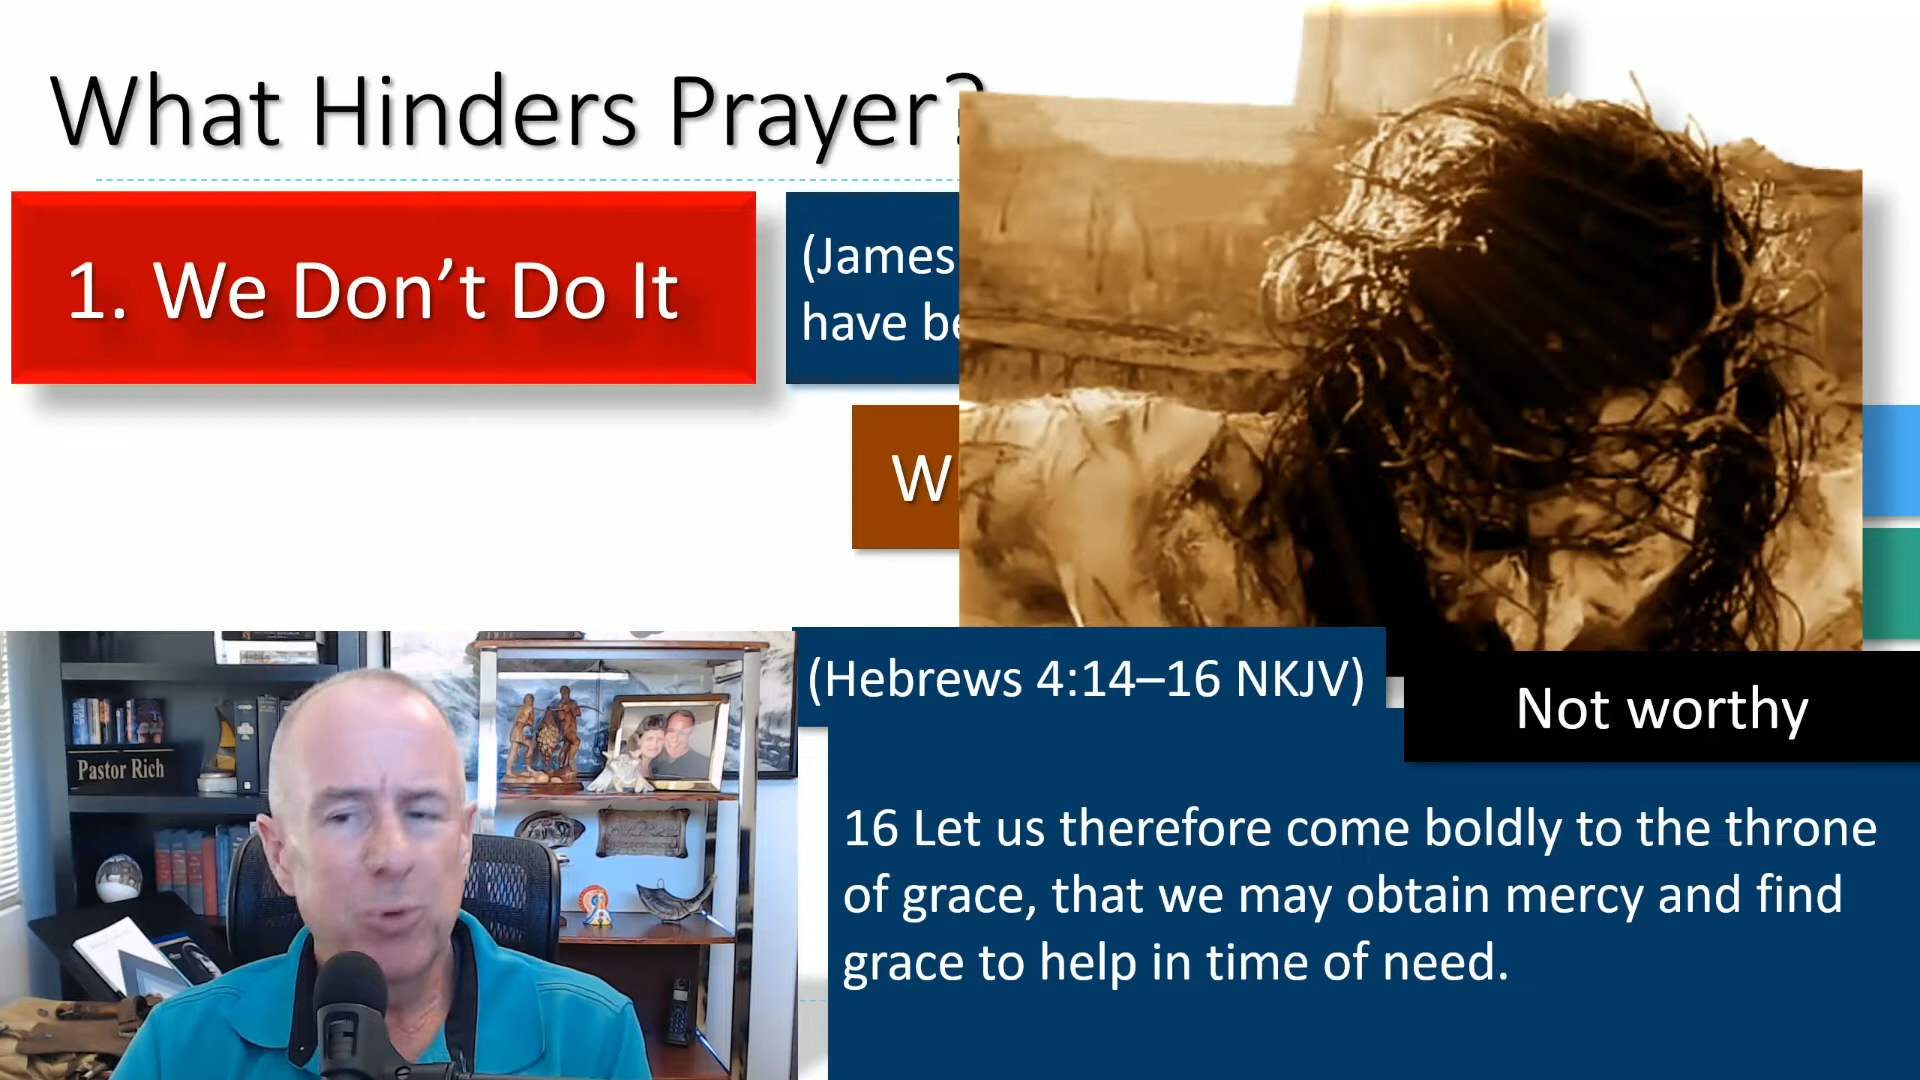 What Hinders Prayer?
1. We Don’t Do It
(James
have be
W
(Hebrews 4:14–16 NKJV)
Not worthy
16 Let us therefore come boldly to the throne
of grace, that we may obtain mercy and find
grace to help in time of need.
Pastor Rich